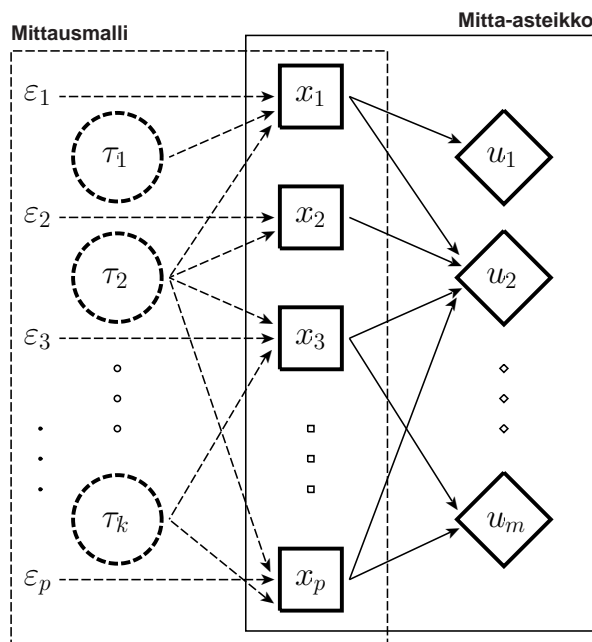 Mittausmalli
Mitta-asteikko
ε₁
x₁
τ₁
u₁
ε₂
x₂
τ₂
u₂
ε₃
x₃
τₖ
uₘ
εₚ
xₚ